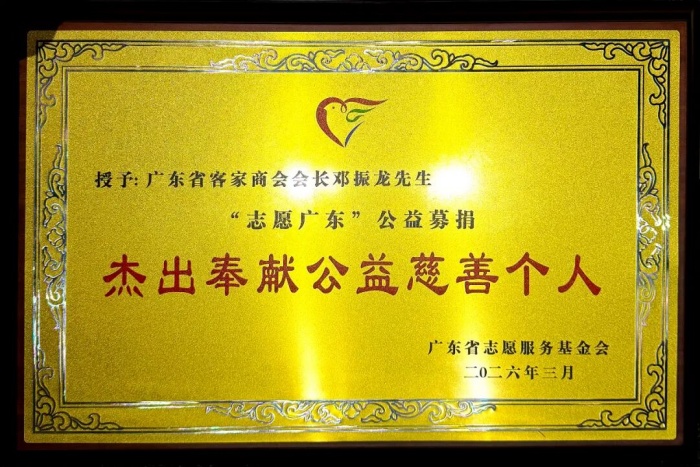 授予：广东省客家商会会长邓振龙先生
“志愿广东”公益募捐
杰出奉献公益慈善个人
广东省志愿服务基金会
二〇二六年三月